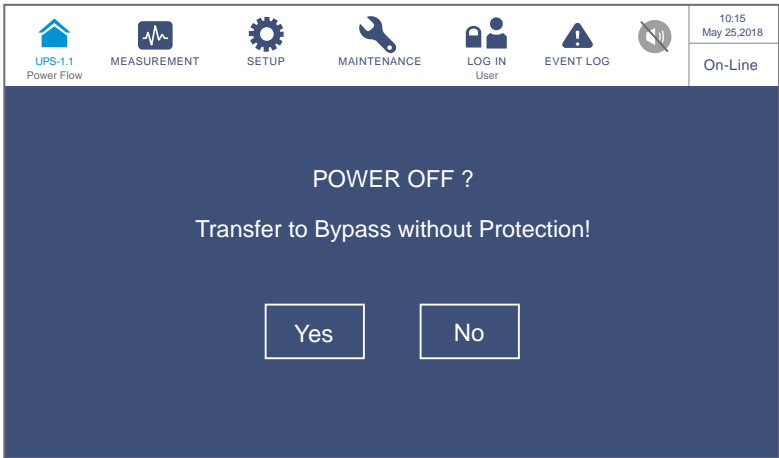 UPS-1.1
Power Flow
MEASUREMENT
SETUP
MAINTENANCE
LOG IN
User
EVENT LOG
10:15
May 25,2018
On-Line
POWER OFF ?
Transfer to Bypass without Protection!
Yes
No